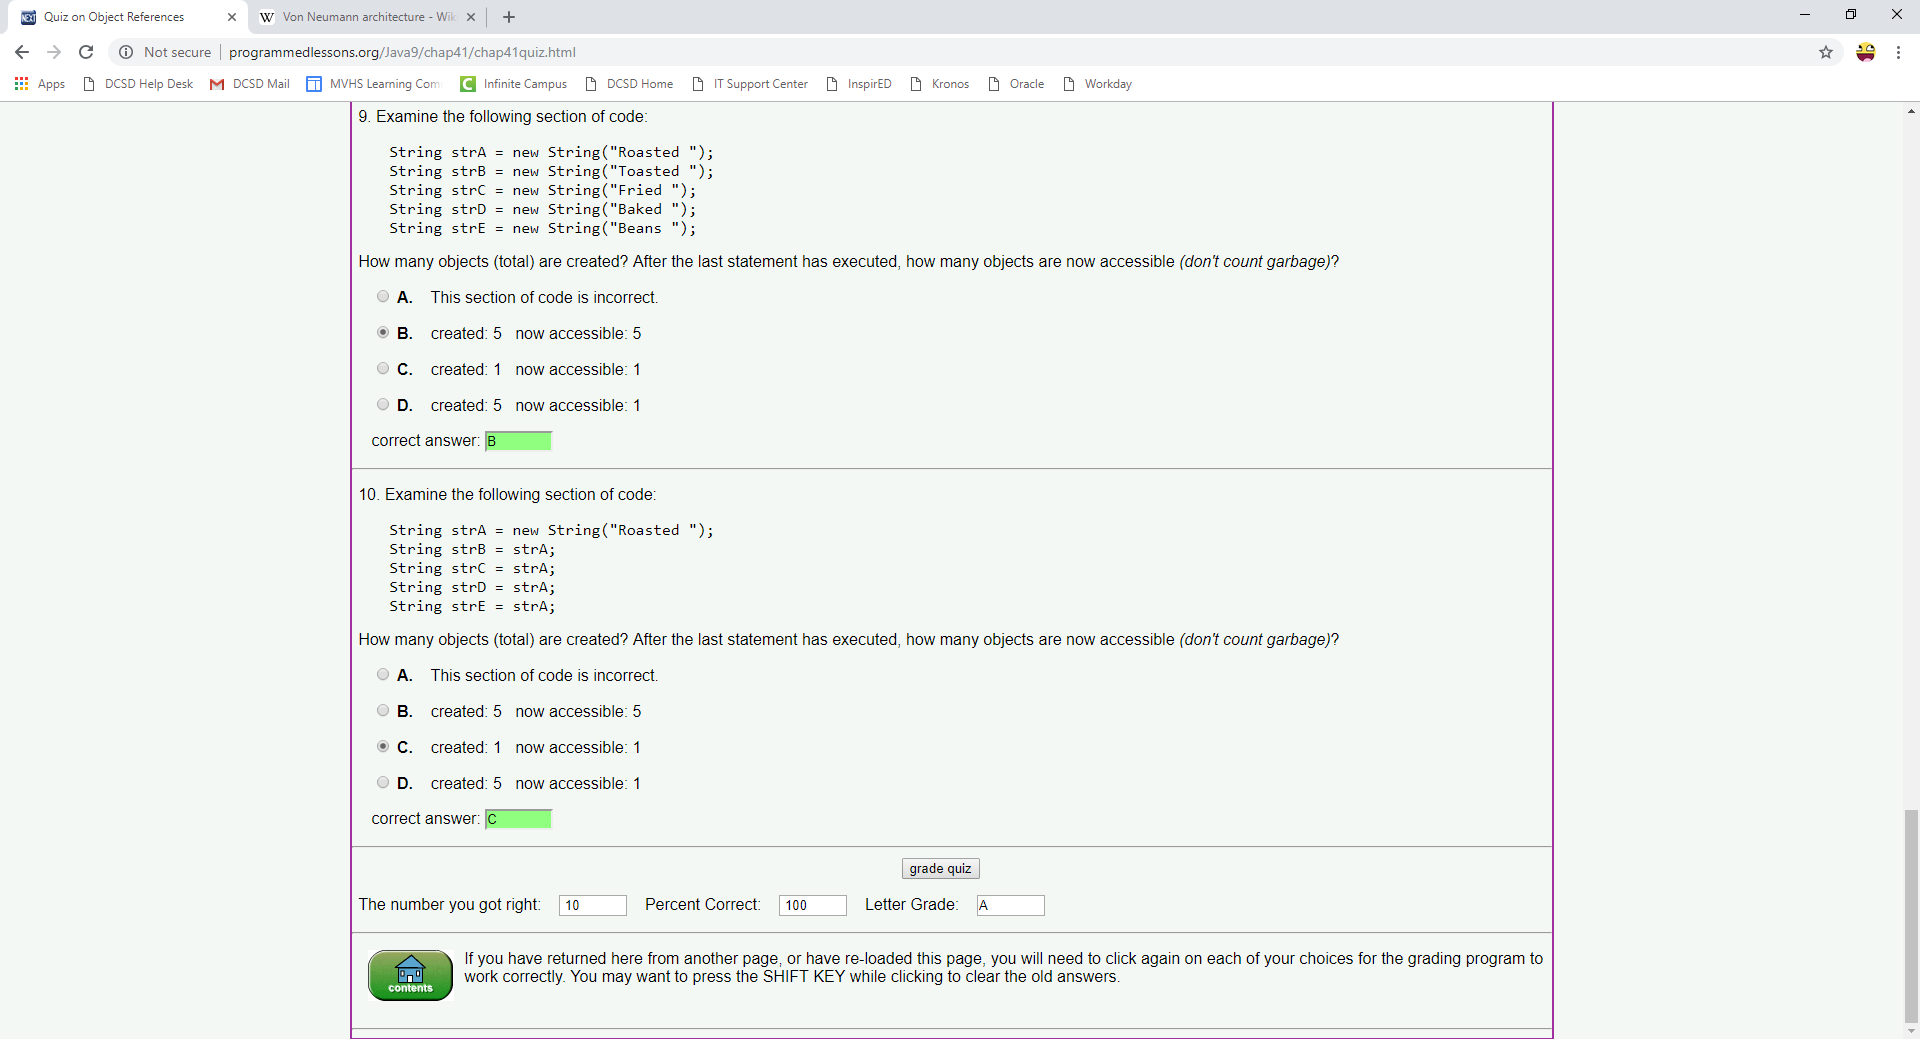 Quiz on Object References
Von Neumann architecture - Wik
Not secure programmedlessons.org/Java9/chap41/chap41quiz.html
Apps DCSD Help Desk DCSD Mail MVHS Learning Com Infinite Campus DCSD Home IT Support Center InspirED Kronos Oracle Workday
9. Examine the following section of code:
String strA = new String("Roasted ");
String strB = new String("Toasted ");
String strC = new String("Fried ");
String strD = new String("Baked ");
String strE = new String("Beans ");
How many objects (total) are created? After the last statement has executed, how many objects are now accessible (don't count garbage)?
A. This section of code is incorrect.
B. created: 5 now accessible: 5
C. created: 1 now accessible: 1
D. created: 5 now accessible: 1
correct answer: B
10. Examine the following section of code:
String strA = new String("Roasted ");
String strB = strA;
String strC = strA;
String strD = strA;
String strE = strA;
How many objects (total) are created? After the last statement has executed, how many objects are now accessible (don't count garbage)?
A. This section of code is incorrect.
B. created: 5 now accessible: 5
C. created: 1 now accessible: 1
D. created: 5 now accessible: 1
correct answer: C
grade quiz
The number you got right: 10 Percent Correct: 100 Letter Grade: A
If you have returned here from another page, or have re-loaded this page, you will need to click again on each of your choices for the grading program to
work correctly. You may want to press the SHIFT KEY while clicking to clear the old answers.
contents